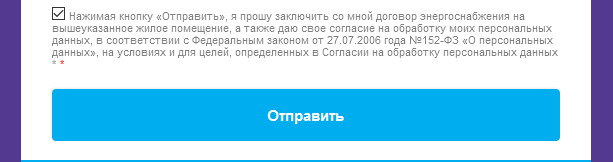 Нажимая кнопку «Отправить», я прошу заключить со мной договор энергоснабжения на
вышеуказанное жилое помещение, а также даю свое согласие на обработку моих персональных
данных, в соответствии с Федеральным законом от 27.07.2006 года №152-ФЗ «О персональных
данных», на условиях и для целей, определенных в Согласии на обработку персональных данных
* *
Отправить